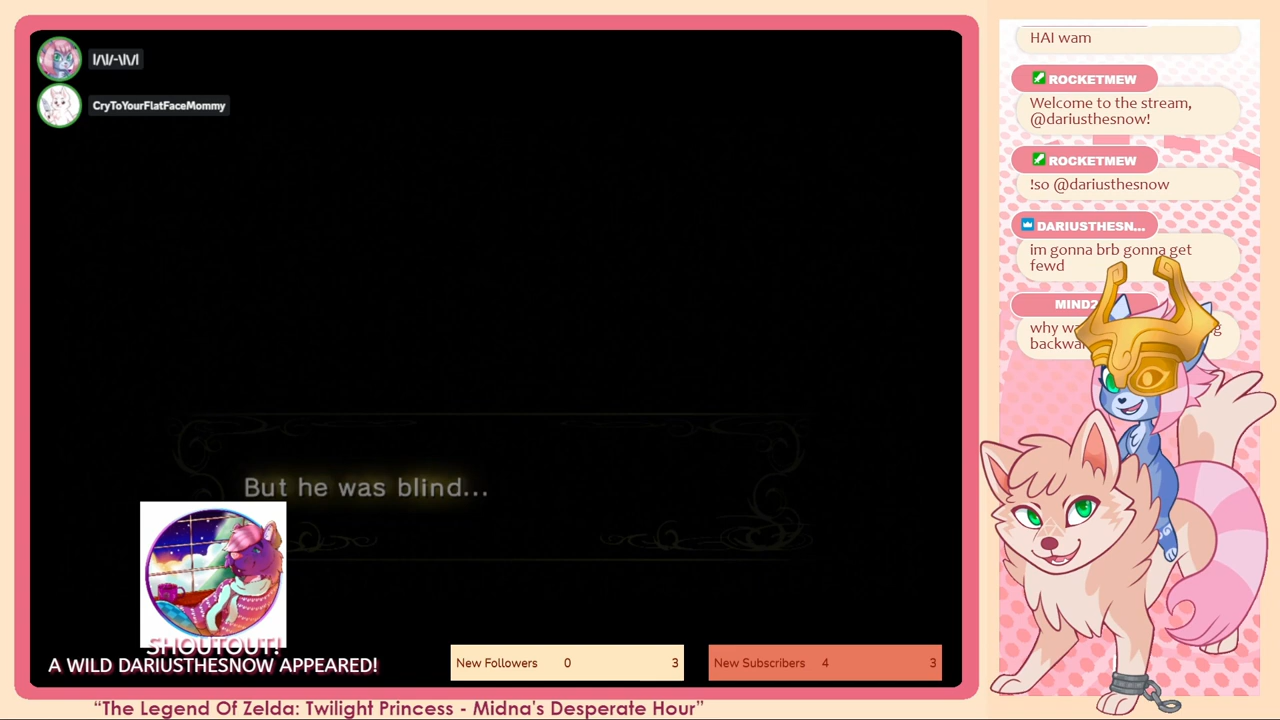 I/\I/-\I\/I
CryToYourFlatFaceMommy
But he was blind...
SHOUTOUT!
A WILD DARIUSTHESNOW APPEARED!
New Followers 0 3
New Subscribers 4 3
“The Legend Of Zelda: Twilight Princess - Midna's Desperate Hour”
HAI wam
ROCKETMEW
Welcome to the stream,
@dariusthesnow!
ROCKETMEW
!so @dariusthesnow
DARIUSTHESN...
im gonna brb gonna get
fewd
why